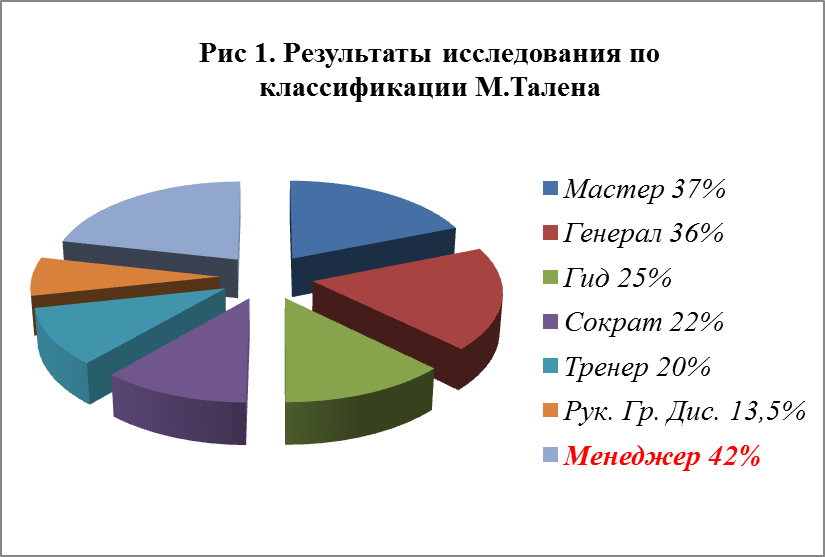 Рис 1. Результаты исследования по
классификации М.Талена
Мастер 37%
Генерал 36%
Гид 25%
Сократ 22%
Тренер 20%
Рук. Гр. Дис. 13,5%
Менеджер 42%